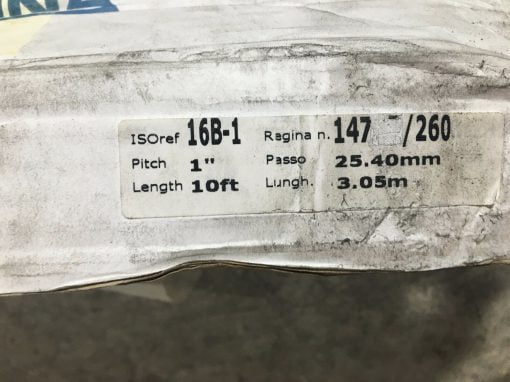 ISOref 16B-1 Ragina n. 147 /260
Pitch 1" Passo 25.40mm
Length 10ft Lungh. 3.05m